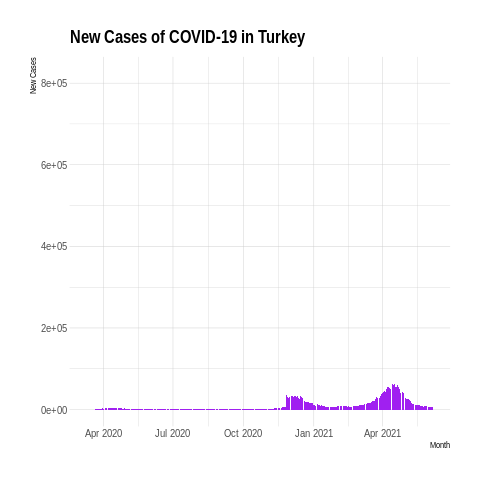 New Cases of COVID-19 in Turkey
New Cases
8e+05
6e+05
4e+05
2e+05
0e+00
Apr 2020 Jul 2020 Oct 2020 Jan 2021 Apr 2021
Month